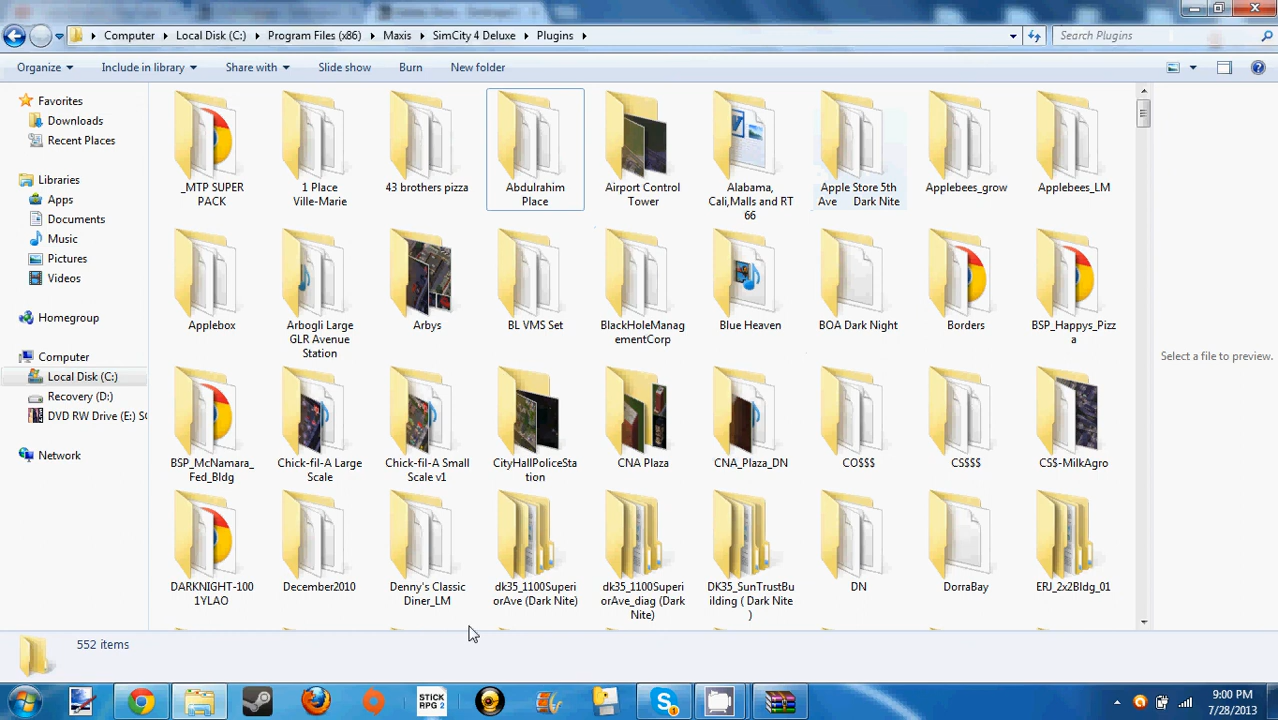 Computer Local Disk (C:) Program Files (x86) Maxis SimCity 4 Deluxe Plugins Search Plugins
Organize Include in library Share with Slide show Burn New folder
Favorites
Downloads
Recent Places
Libraries
Apps
Documents
Music
Pictures
Videos
Homegroup
Computer
Local Disk (C:)
Recovery (D:)
DVD RW Drive (E:) SC
Network
_MTP SUPER
PACK
1 Place
Ville-Marie
43 brothers pizza
Abdulrahim
Place
Airport Control
Tower
Alabama,
Cali,Malls and RT
66
Apple Store 5th
Ave Dark Nite
Applebees_grow
Applebees_LM
Applebox
Arbogli Large
GLR Avenue
Station
Arbys
BL VMS Set
BlackHoleManag
ementCorp
Blue Heaven
BOA Dark Night
Borders
BSP_Happys_Pizz
a
BSP_McNamara_
Fed_Bldg
Chick-fil-A Large
Scale
Chick-fil-A Small
Scale v1
CityHallPoliceSta
tion
CNA Plaza
CNA_Plaza_DN
CO$$$
CS$$$
CS$-MilkAgro
DARKNIGHT-100
1YLAO
December2010
Denny's Classic
Diner_LM
dk35_1100Superi
orAve (Dark Nite)
dk35_1100Superi
orAve_diag (Dark
Nite)
DK35_SunTrustBu
ilding ( Dark Nite
)
DN
DorraBay
ERJ_2x2Bldg_01
Select a file to preview.
552 items
STICK
RPG 2
9:00 PM
7/28/2013